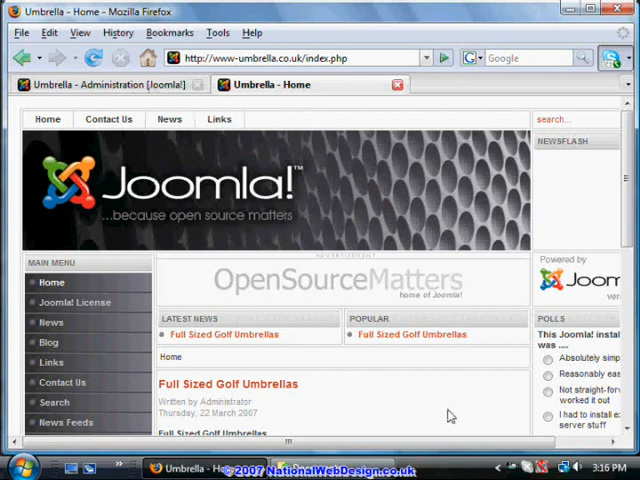 Umbrella - Home - Mozilla Firefox
File Edit View History Bookmarks Tools Help
http://www-umbrella.co.uk/index.php
G Google
Umbrella - Administration [Joomla!]
Umbrella - Home
Home Contact Us News Links
search...
NEWSFLASH
Joomla!™
...because open source matters
MAIN MENU
Home
Joomla! License
News
Blog
Links
Contact Us
Search
News Feeds
ADVERTISEMENT
OpenSourceMatters
home of Joomla!
LATEST NEWS
Full Sized Golf Umbrellas
POPULAR
Full Sized Golf Umbrellas
Home
Full Sized Golf Umbrellas
Written by Administrator
Thursday, 22 March 2007
Full Sized Golf Umbrellas
Powered by
Joom
ver
POLLS
This Joomla! instal
was ....
Absolutely simp
Reasonably eas
Not straight-forv
worked it out
I had to install ex
server stuff
Umbrella - H
© 2007 NationalWebDesign.co.uk
3:16 PM